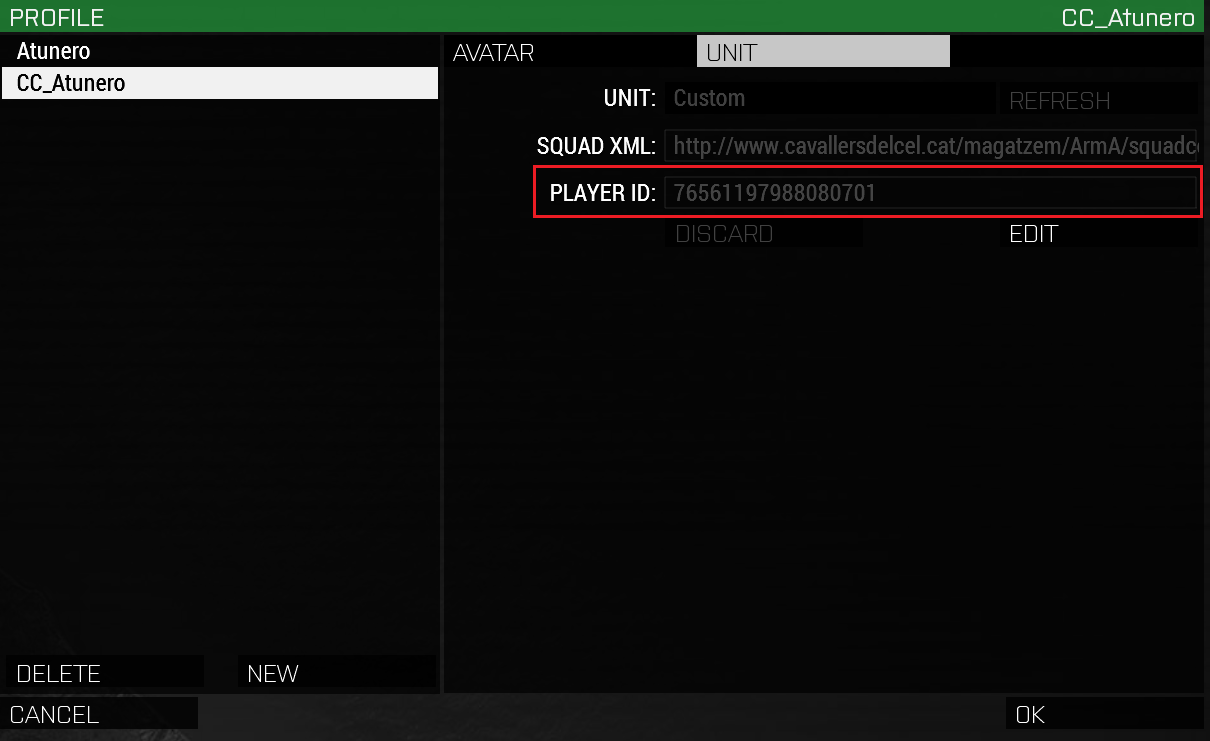 PROFILE
CC_Atunero
Atunero
CC_Atunero
AVATAR
UNIT
UNIT: Custom REFRESH
SQUAD XML: http://www.cavallersdelcel.cat/magatzem/ArmA/squadc
PLAYER ID: 76561197988080701
DISCARD EDIT
DELETE NEW
CANCEL OK